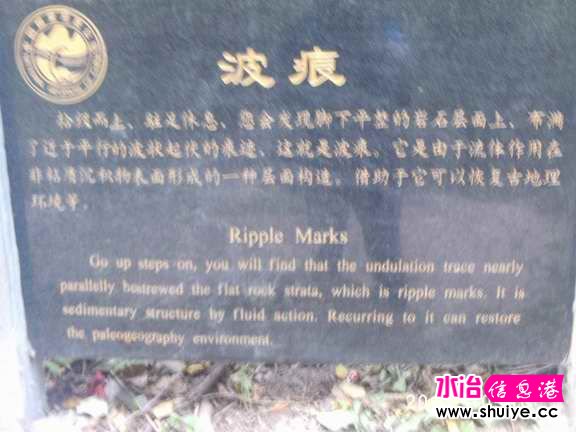 波痕
拾级而上、驻足休息，您会发现脚下平整的岩石层面上，布满
了近于平行的波状起伏的痕迹，这就是波痕。它是由于流体作用在
非粘质沉积物表面形成的一种层面构造。借助于它可以恢复古地理
环境等。
Ripple Marks
Go up steps on, you will find that the undulation trace nearly
parallelly bestrewed the flat rock strata, which is ripple marks. It is
sedimentary structure by fluid action. Recurring to it can restore
the paleogeography environment.
水冶信息港
www.shuiye.cc